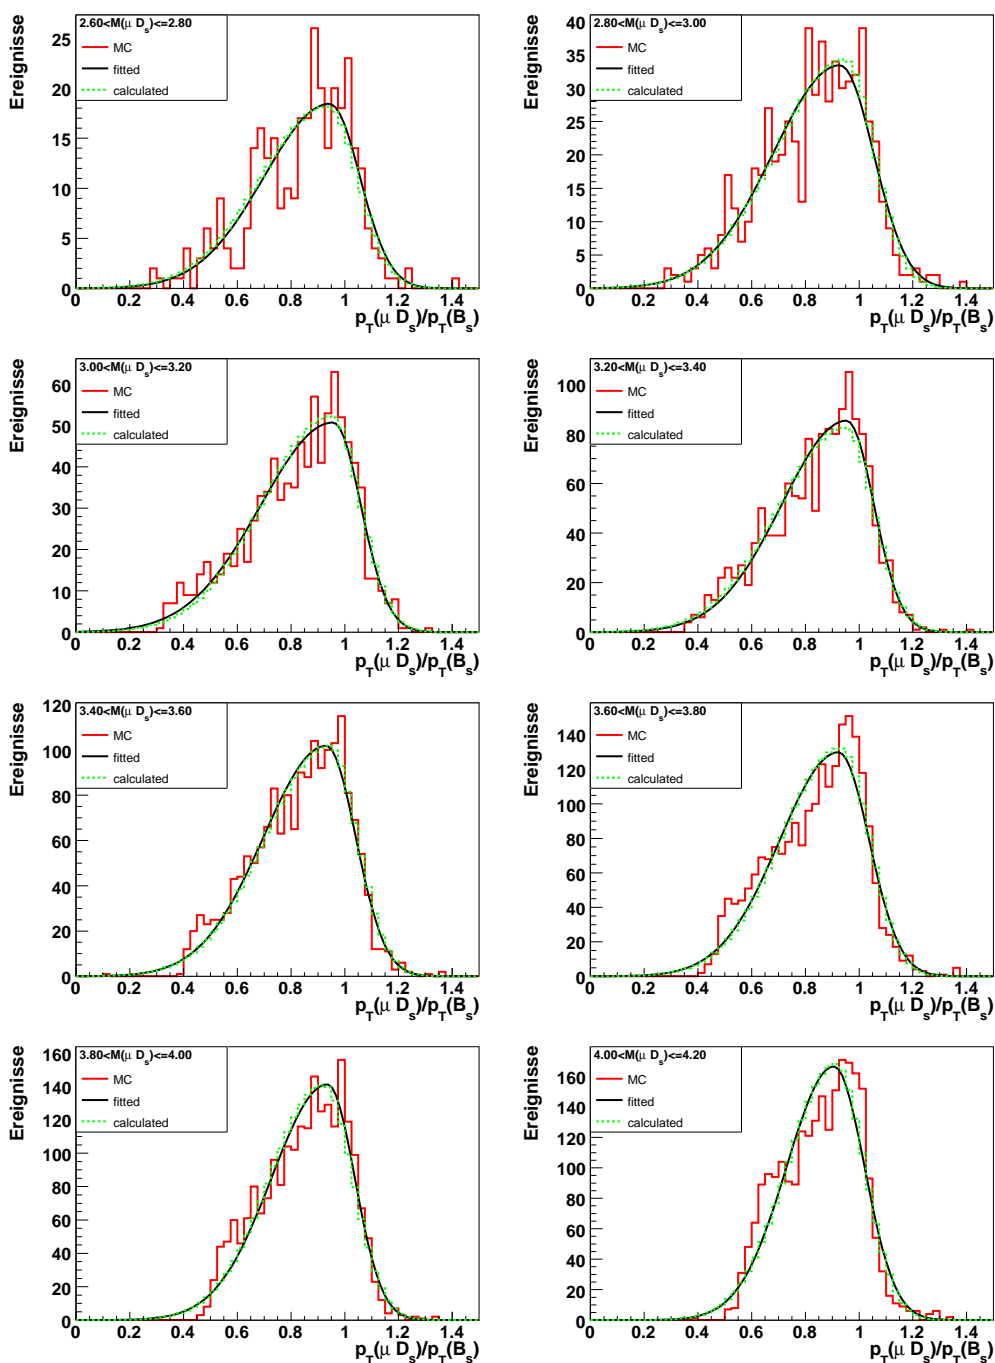 2.60<M(μ D_s)<=2.80
MC
fitted
calculated
Ereignisse
0 5 10 15 20 25
0 0.2 0.4 0.6 0.8 1 1.2 1.4
p_T(μ D_s)/p_T(B_s)
2.80<M(μ D_s)<=3.00
MC
fitted
calculated
Ereignisse
0 5 10 15 20 25 30 35 40
0 0.2 0.4 0.6 0.8 1 1.2 1.4
p_T(μ D_s)/p_T(B_s)
3.00<M(μ D_s)<=3.20
MC
fitted
calculated
Ereignisse
0 10 20 30 40 50 60
0 0.2 0.4 0.6 0.8 1 1.2 1.4
p_T(μ D_s)/p_T(B_s)
3.20<M(μ D_s)<=3.40
MC
fitted
calculated
Ereignisse
0 20 40 60 80 100
0 0.2 0.4 0.6 0.8 1 1.2 1.4
p_T(μ D_s)/p_T(B_s)
3.40<M(μ D_s)<=3.60
MC
fitted
calculated
Ereignisse
0 20 40 60 80 100 120
0 0.2 0.4 0.6 0.8 1 1.2 1.4
p_T(μ D_s)/p_T(B_s)
3.60<M(μ D_s)<=3.80
MC
fitted
calculated
Ereignisse
0 20 40 60 80 100 120 140
0 0.2 0.4 0.6 0.8 1 1.2 1.4
p_T(μ D_s)/p_T(B_s)
3.80<M(μ D_s)<=4.00
MC
fitted
calculated
Ereignisse
0 20 40 60 80 100 120 140 160
0 0.2 0.4 0.6 0.8 1 1.2 1.4
p_T(μ D_s)/p_T(B_s)
4.00<M(μ D_s)<=4.20
MC
fitted
calculated
Ereignisse
0 20 40 60 80 100 120 140 160
0 0.2 0.4 0.6 0.8 1 1.2 1.4
p_T(μ D_s)/p_T(B_s)